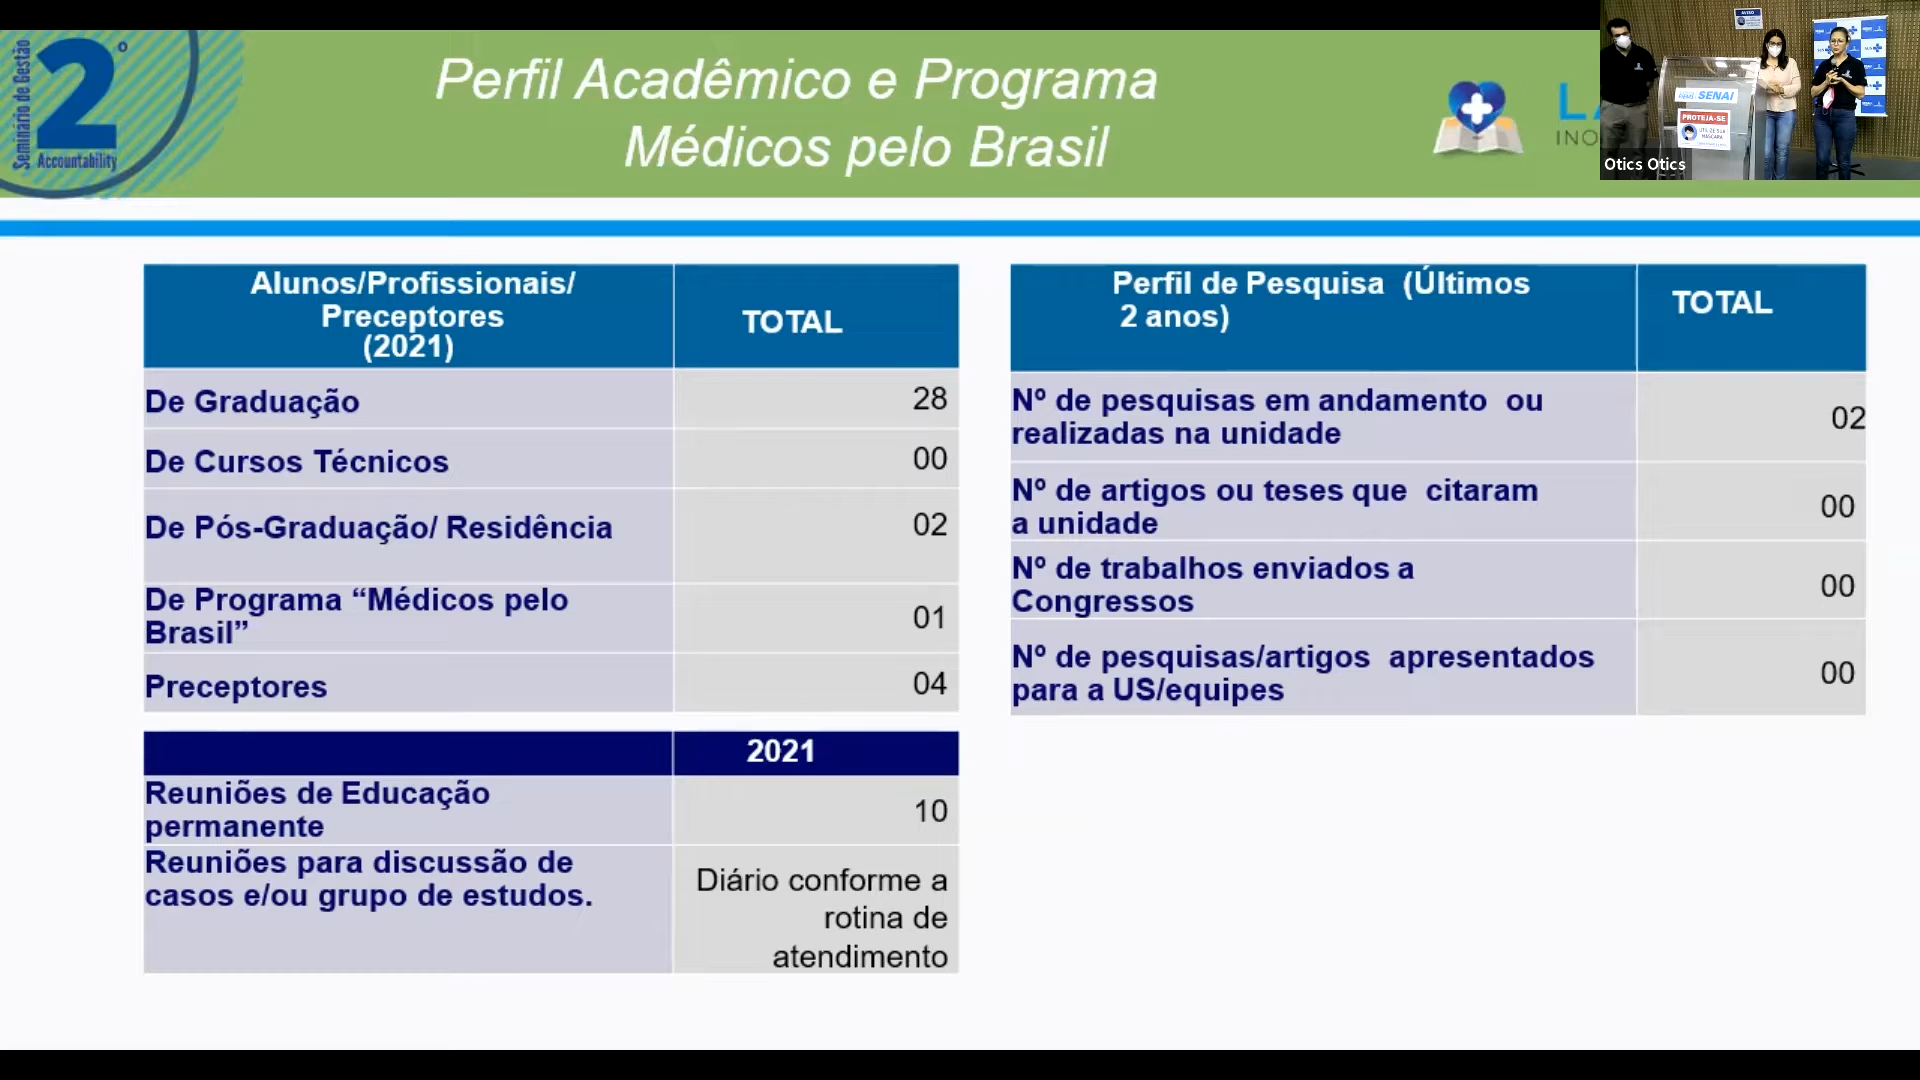 Seminário de Gestão
2º
Accountability
Perfil Acadêmico e Programa
Médicos pelo Brasil
Otics Otics
SENAI
PROTEJA-SE
AVISO
Alunos/Profissionais/
Preceptores
(2021)
TOTAL
De Graduação
28
De Cursos Técnicos
00
De Pós-Graduação/ Residência
02
De Programa “Médicos pelo
Brasil”
01
Preceptores
04
2021
Reuniões de Educação
permanente
10
Reuniões para discussão de
casos e/ou grupo de estudos.
Diário conforme a
rotina de
atendimento
Perfil de Pesquisa (Últimos
2 anos)
TOTAL
Nº de pesquisas em andamento ou
realizadas na unidade
02
Nº de artigos ou teses que citaram
a unidade
00
Nº de trabalhos enviados a
Congressos
00
Nº de pesquisas/artigos apresentados
para a US/equipes
00